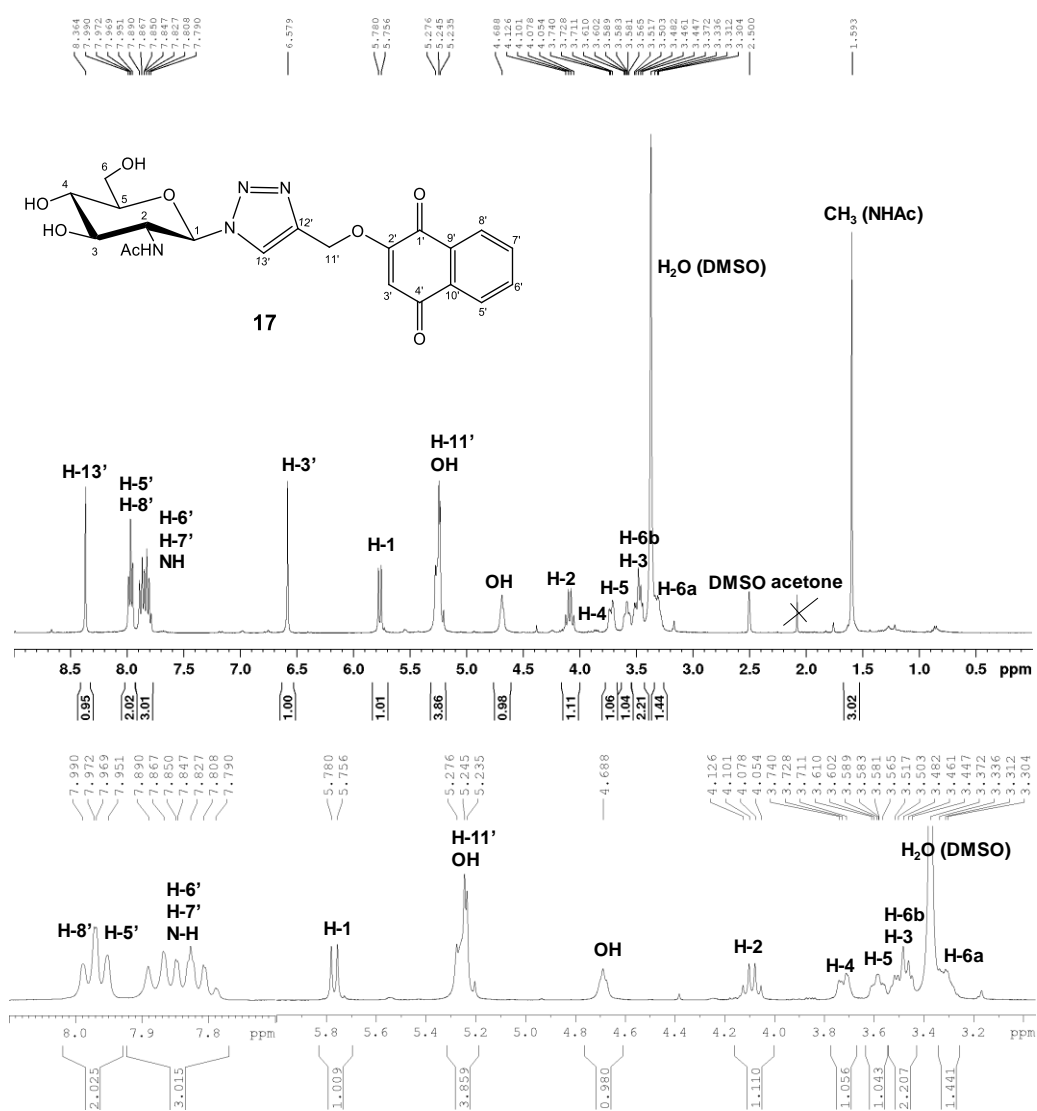 8.364 7.990 7.972 7.969 7.951 7.890 7.867 7.850 7.847 7.827 7.808 7.790 6.579 5.780 5.756 5.276 5.245 5.235 4.688 4.126 4.101 4.078 4.054 3.740 3.728 3.711 3.610 3.602 3.589 3.583 3.581 3.565 3.517 3.503 3.482 3.461 3.447 3.372 3.336 3.312 3.304 2.500 1.593
6 OH
4 5 O N N N
HO 2 12' O
HO 3 AcHN 1 N 13' 11' O
O 1' 2' 3' 4' 9' 10' 8' 7' 6' 5' O
17
CH₃ (NHAc)
H₂O (DMSO)
H-13'
H-5'
H-8'
H-6'
H-7'
NH
H-3'
H-1
H-11'
OH
OH
H-2
H-4
H-5
H-6b
H-3
H-6a
DMSO acetone
8.5 8.0 7.5 7.0 6.5 6.0 5.5 5.0 4.5 4.0 3.5 3.0 2.5 2.0 1.5 1.0 0.5 ppm
0.95 2.02 3.01 1.00 1.01 3.86 0.98 1.11 1.06 1.04 2.21 1.44 3.02
7.990 7.972 7.969 7.951 7.890 7.867 7.850 7.847 7.827 7.808 7.790 5.780 5.756 5.276 5.245 5.235 4.688 4.126 4.101 4.078 4.054 3.740 3.728 3.711 3.610 3.602 3.589 3.583 3.581 3.565 3.517 3.503 3.482 3.461 3.447 3.372 3.336 3.312 3.304
H-8' H-5'
H-6'
H-7'
N-H
H-1
H-11'
OH
OH
H-2
H-4
H-5
H-6b
H-3
H₂O (DMSO)
H-6a
8.0 7.9 7.8 ppm 5.8 5.6 5.4 5.2 5.0 4.8 4.6 4.4 4.2 4.0 3.8 3.6 3.4 3.2 ppm
2.025 3.015 1.009 3.859 0.980 1.110 1.056 1.043 2.207 1.441